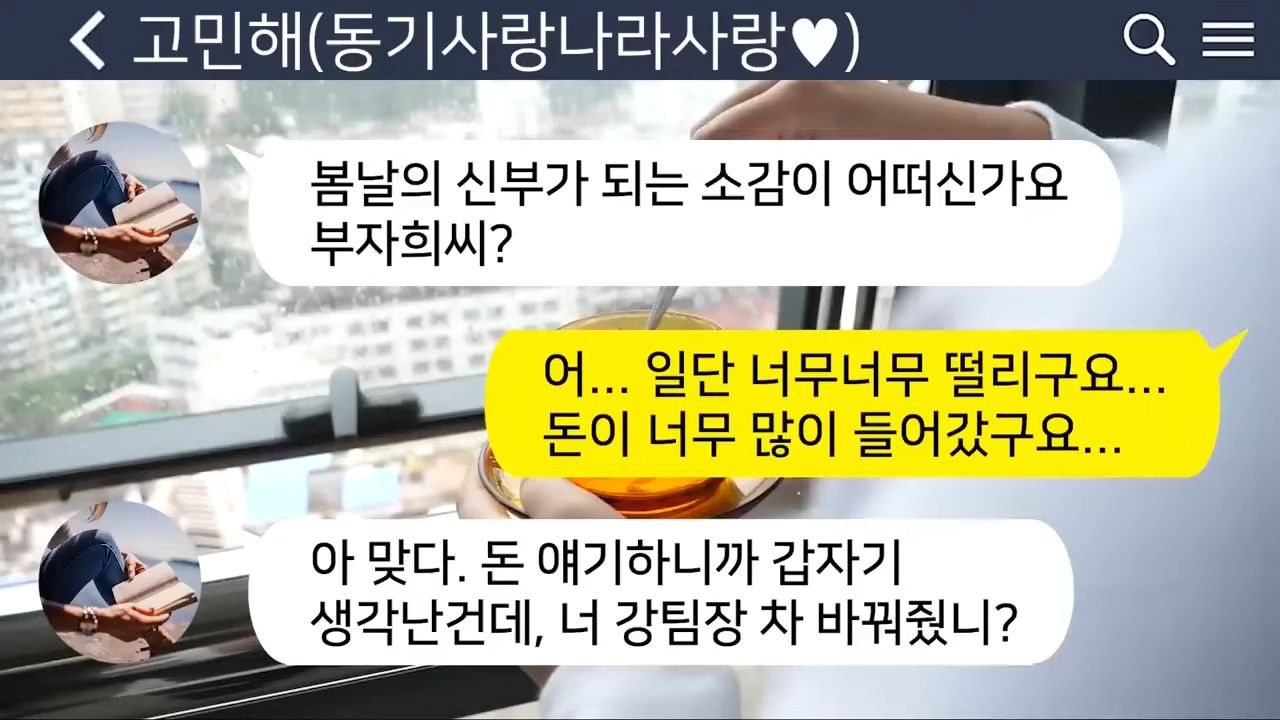 고민해(동기사랑나라사랑♥)
봄날의 신부가 되는 소감이 어떠신가요
부자희씨?
어... 일단 너무너무 떨리구요...
돈이 너무 많이 들어갔구요...
아 맞다. 돈 얘기하니까 갑자기
생각난건데, 너 강팀장 차 바꿔줬니?